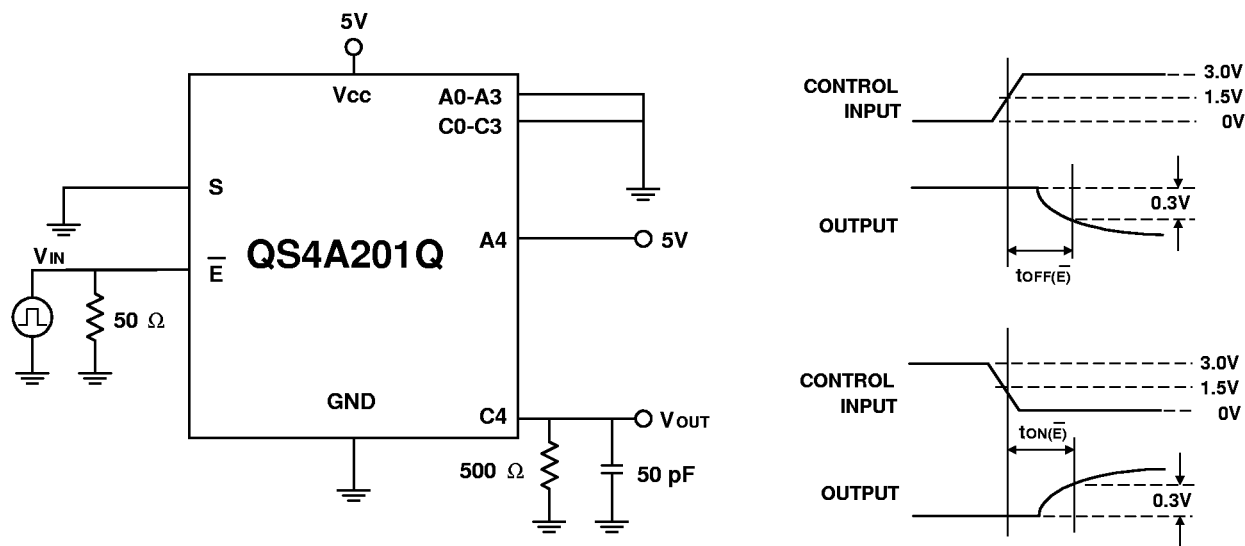 5V
Vcc
A0-A3
C0-C3
S
A4
5V
VIN
E̅
QS4A201Q
50 Ω
GND
C4
VOUT
500 Ω
50 pF
CONTROL
INPUT
3.0V
1.5V
0V
OUTPUT
0.3V
tOFF(E̅)
CONTROL
INPUT
3.0V
1.5V
0V
tON(E̅)
OUTPUT
0.3V